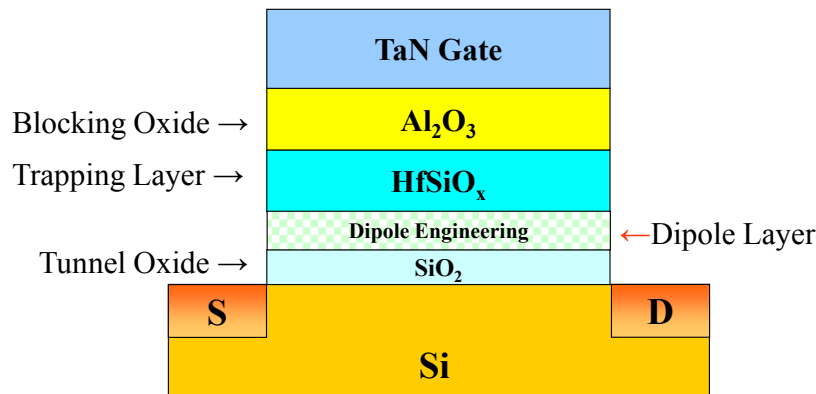 TaN Gate
Blocking Oxide →
Al₂O₃
Trapping Layer →
HfSiOₓ
Dipole Engineering
←Dipole Layer
Tunnel Oxide →
SiO₂
S
D
Si